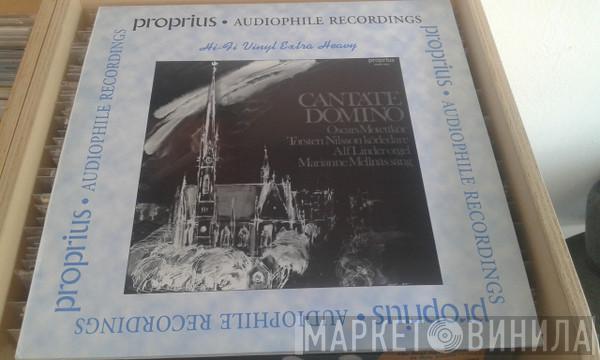 proprius • AUDIOPHILE RECORDINGS
Hi-Fi Vinyl Extra Heavy
proprius
CANTATE
DOMINO
Oscars Motettkör
Torsten Nilsson kördedare
Alf Linder orgel
Marianne Mellnäs sång
proprius • AUDIOPHILE RECORDINGS
proprius • AUDIOPHILE RECORDINGS
proprius • AUDIOPHILE RECORDINGS
МАРКЕТ ВИНИЛА